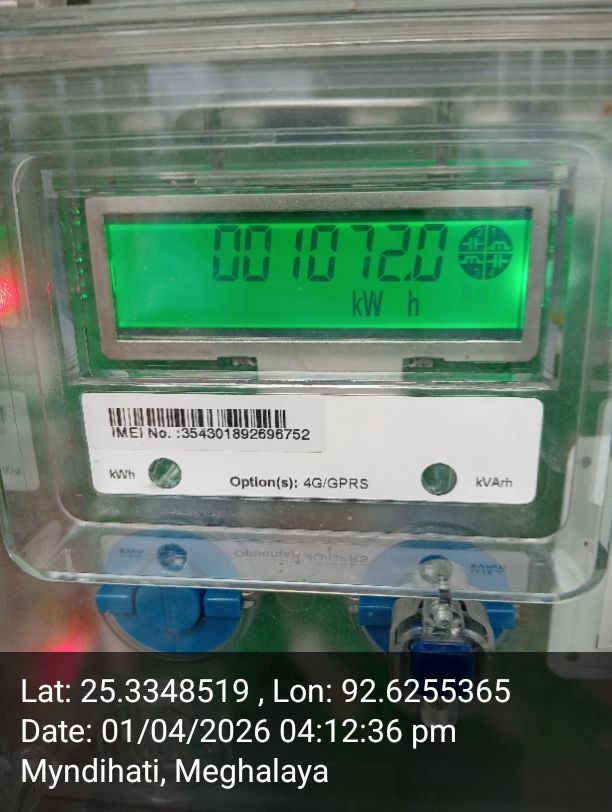 001072.0
kW h
IMEI No. :354301892696752
kWh
Option(s): 4G/GPRS
kVArh
Lat: 25.3348519 , Lon: 92.6255365
Date: 01/04/2026 04:12:36 pm
Myndihati, Meghalaya